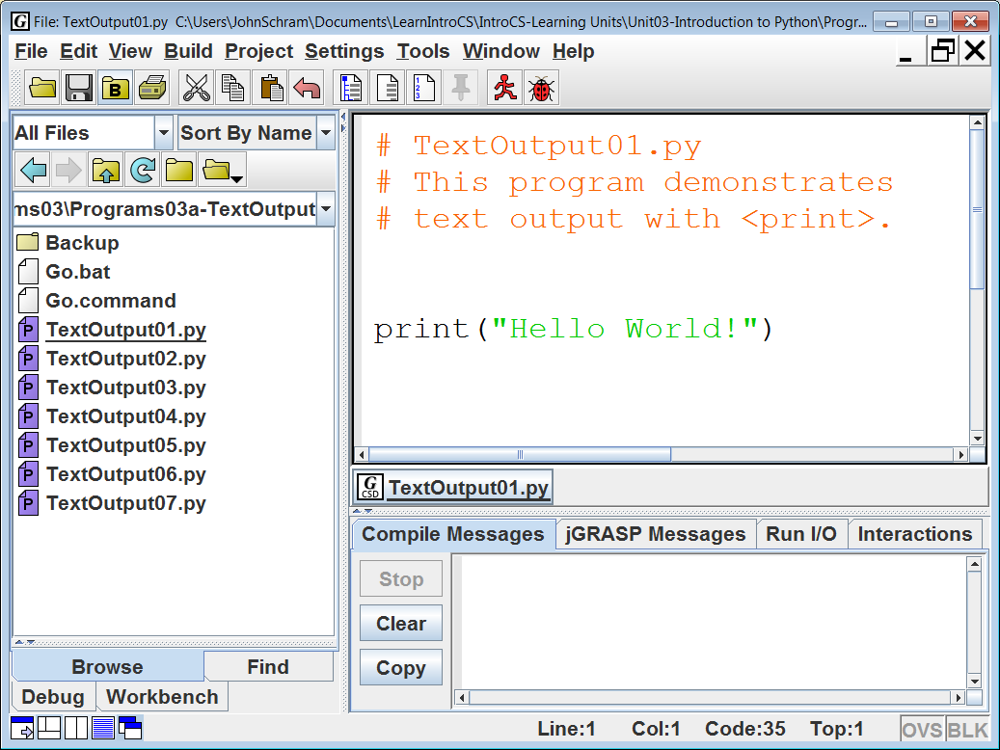 File: TextOutput01.py C:\Users\JohnSchram\Documents\LearnIntroCS\IntroCS-Learning Units\Unit03-Introduction to Python\Progr...
File Edit View Build Project Settings Tools Window Help
B
1
2
3
All Files Sort By Name
ms03\Programs03a-TextOutput
Backup
Go.bat
Go.command
P TextOutput01.py
P TextOutput02.py
P TextOutput03.py
P TextOutput04.py
P TextOutput05.py
P TextOutput06.py
P TextOutput07.py
Browse Find
Debug Workbench
# TextOutput01.py
# This program demonstrates
# text output with <print>.
print("Hello World!")
G CSD TextOutput01.py
Compile Messages jGRASP Messages Run I/O Interactions
Stop
Clear
Copy
Line:1 Col:1 Code:35 Top:1 OVS BLK